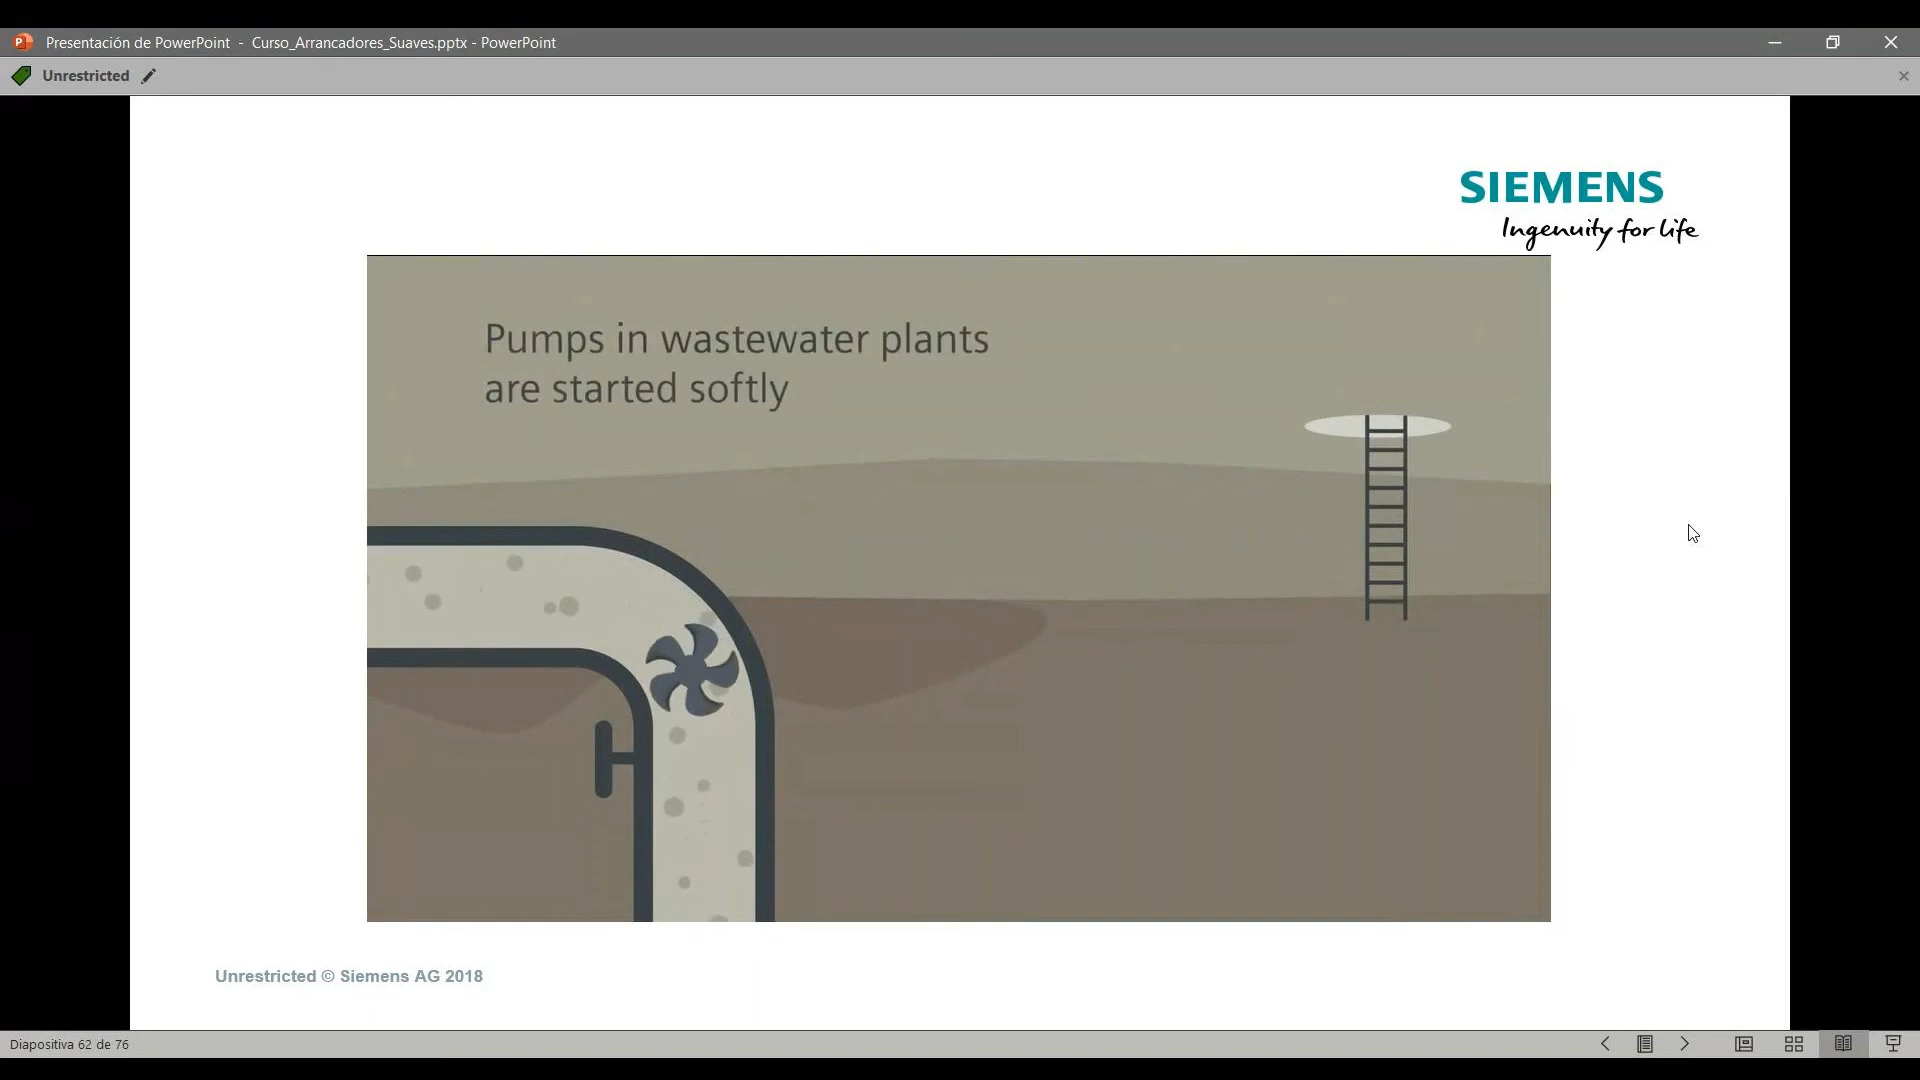 Presentación de PowerPoint - Curso_Arrancadores_Suaves.pptx - PowerPoint
Unrestricted
SIEMENS
Ingenuity for life
Pumps in wastewater plants
are started softly
Unrestricted © Siemens AG 2018
Diapositiva 62 de 76